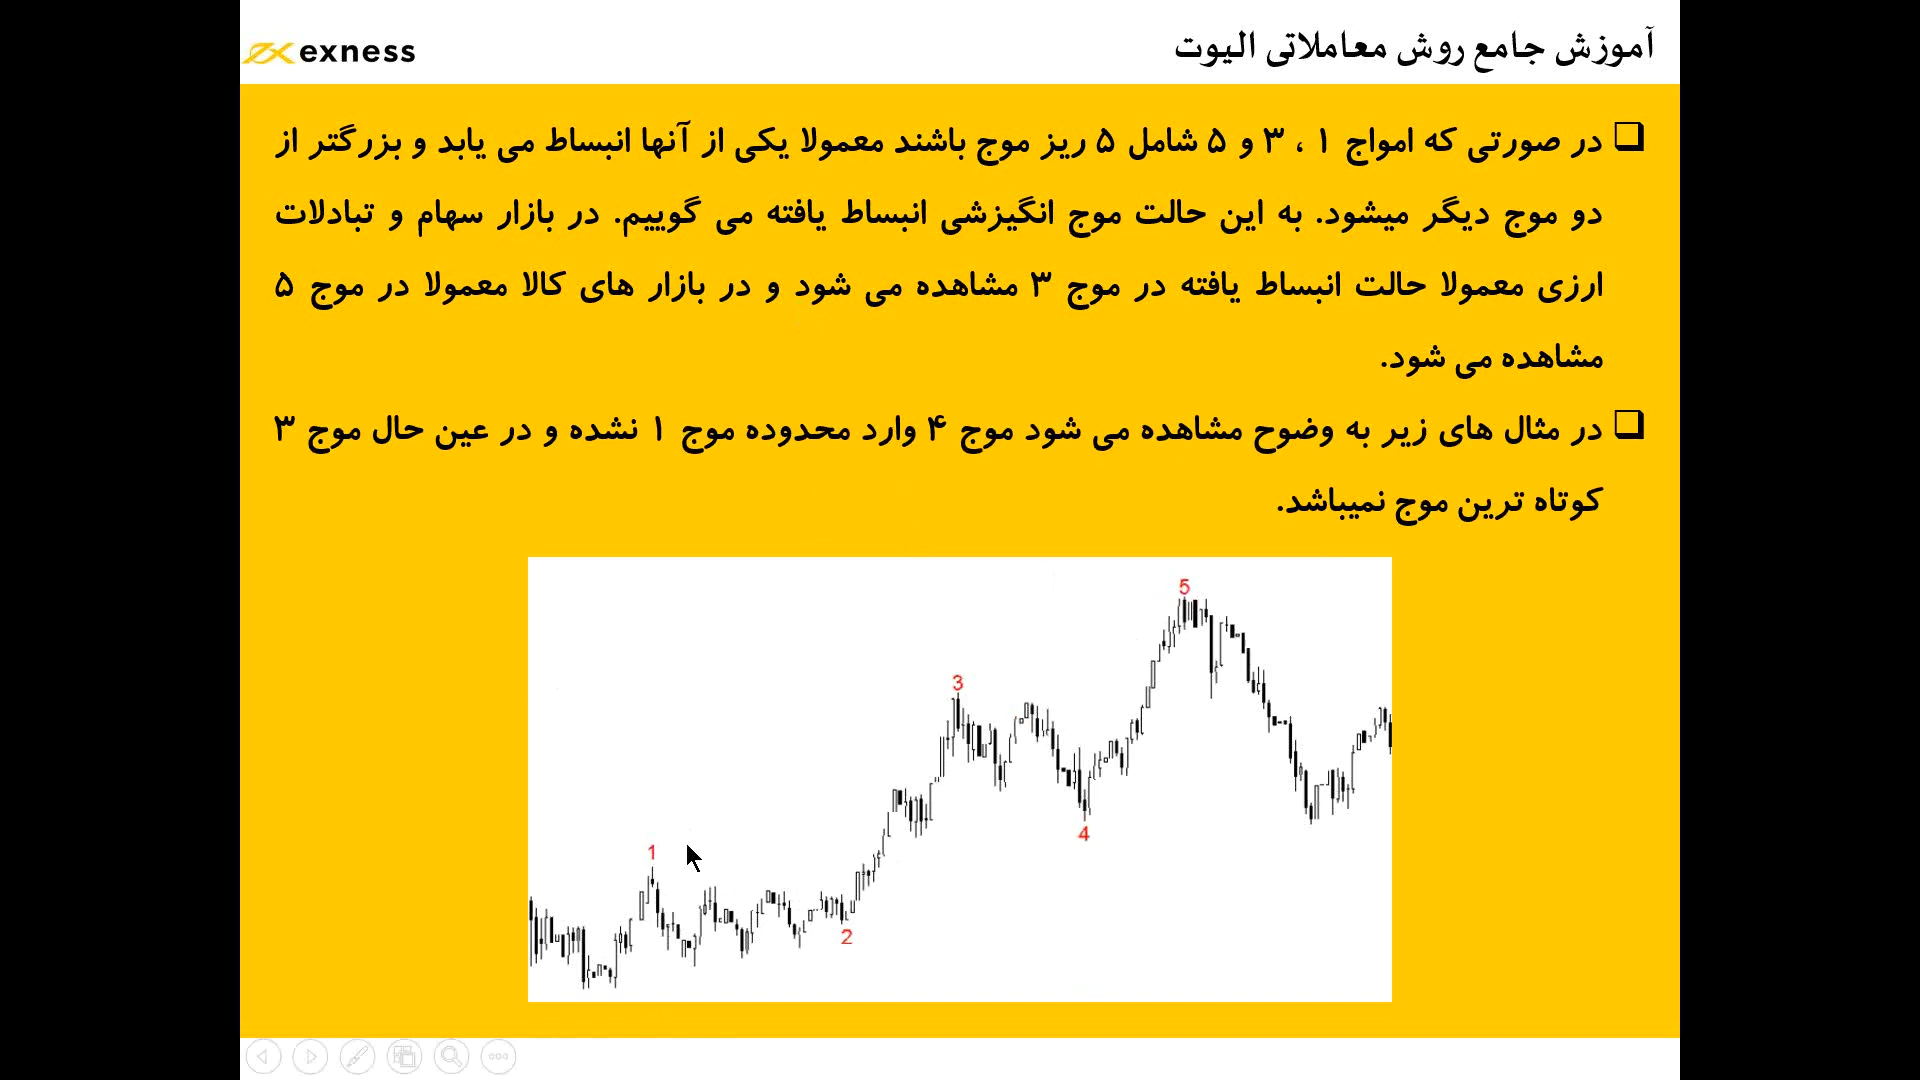 exness
آموزش جامع روش معاملاتی الیوت
در صورتی که امواج ۱ ، ۳ و ۵ شامل ۵ ریز موج باشند معمولا یکی از آنها انبساط می یابد و بزرگتر از
دو موج دیگر میشود. به این حالت موج انگیزشی انبساط یافته می گوییم. در بازار سهام و تبادلات
ارزی معمولا حالت انبساط یافته در موج ۳ مشاهده می شود و در بازار های کالا معمولا در موج ۵
مشاهده می شود.
در مثال های زیر به وضوح مشاهده می شود موج ۴ وارد محدوده موج ۱ نشده و در عین حال موج ۳
کوتاه ترین موج نمیباشد.
5
3
4
1
2